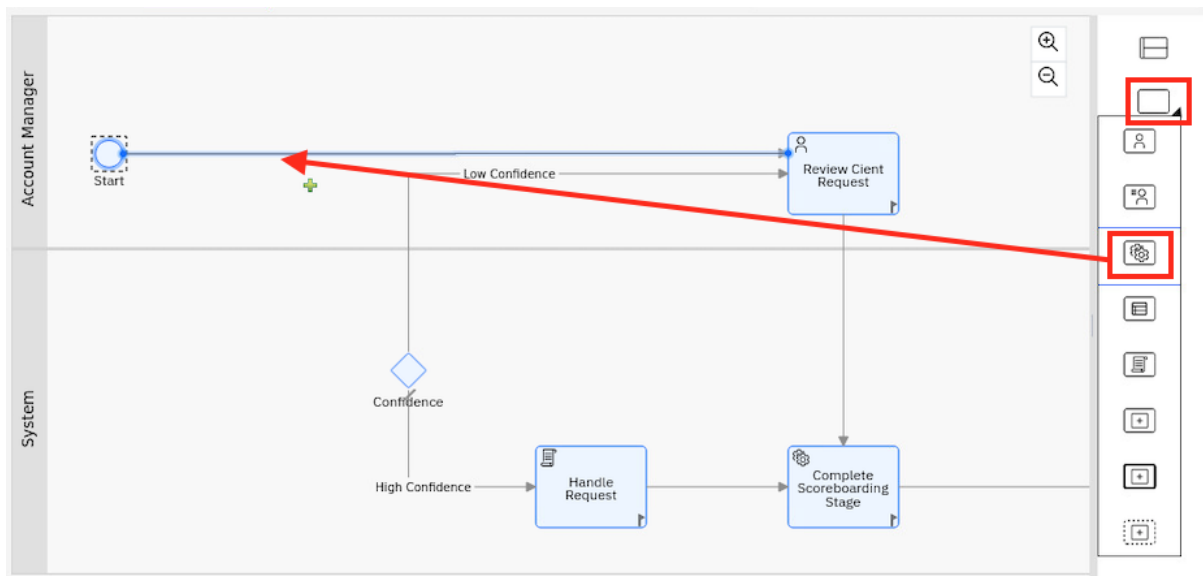 Account Manager
Start
Low Confidence
Review Cient
Request
System
Confidence
High Confidence
Handle
Request
Complete
Scoreboarding
Stage